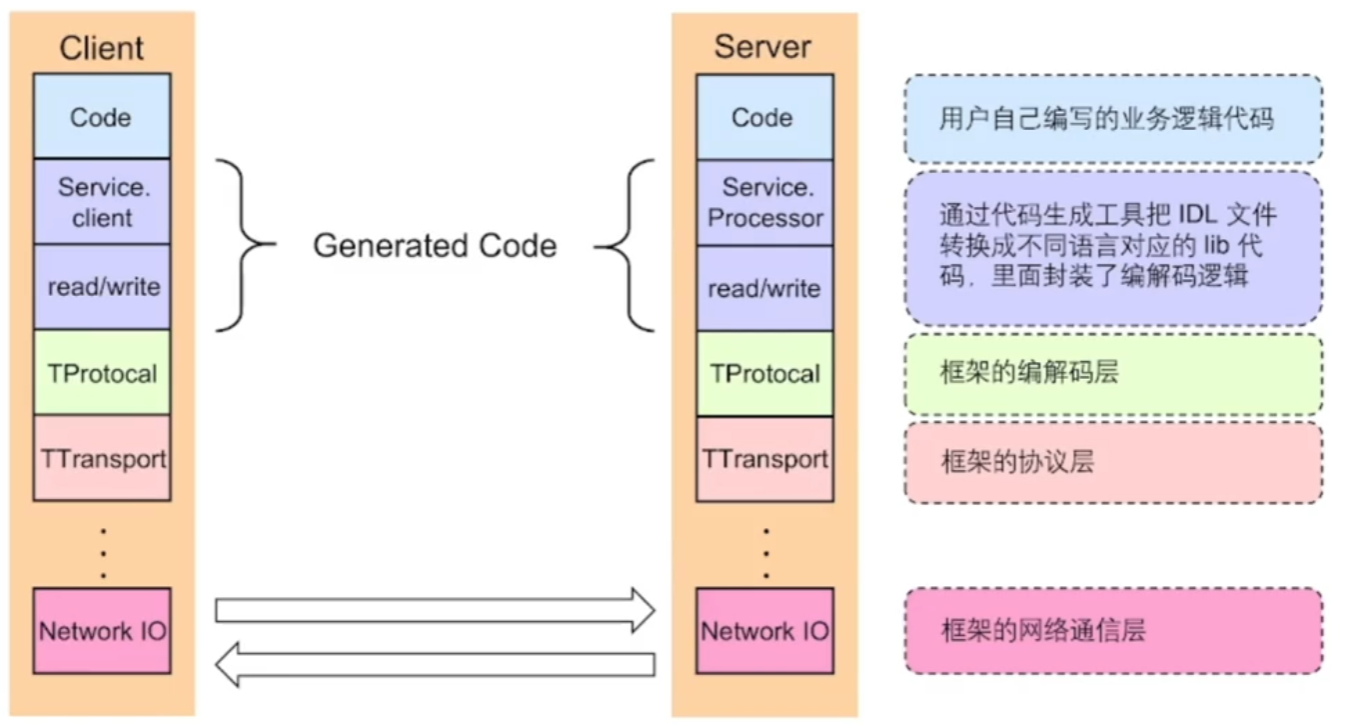 Client
Code
Service.
client
read/write
TProtocal
TTransport
Network IO
Generated Code
Server
Code
Service.
Processor
read/write
TProtocal
TTransport
Network IO
用户自己编写的业务逻辑代码
通过代码生成工具把 IDL 文件
转换成不同语言对应的 lib 代
码，里面封装了编解码逻辑
框架的编解码层
框架的协议层
框架的网络通信层